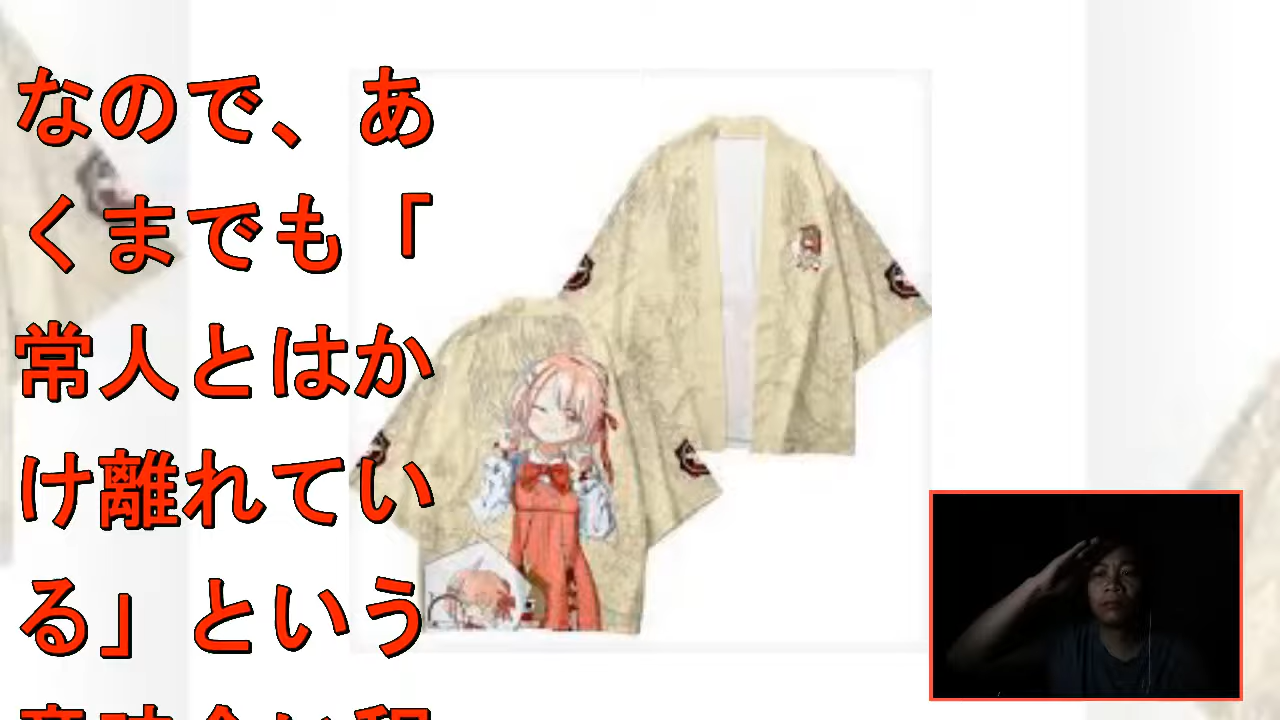 なので、あ
くまでも「
常人とはか
け離れてい
る」という